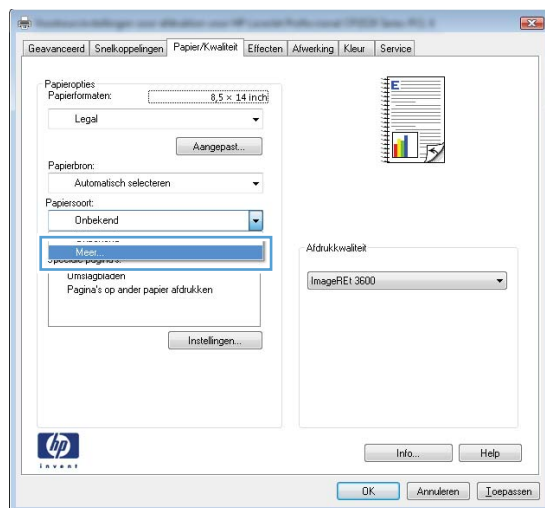 Geavanceerd Snelkoppelingen Papier/Kwaliteit Effecten Afwerking Kleur Service
Papieropties
Papierformaten: 8,5 × 14 inch
Legal
Aangepast...
Papierbron:
Automatisch selecteren
Papiersoort:
Onbekend
Meer...
Umslagbladen
Pagina's op ander papier afdrukken
Instellingen...
E
Afdrukkwaliteit
ImageREt 3600
hp
invent
Info... Help
OK Annuleren Toepassen